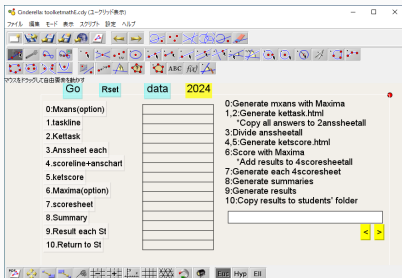 Cinderella: toolketmath6.cdy (ユークリッド表示)
ファイル 編集 モード 表示 スクリプト 設定 ヘルプ
ABC f(x)
マウスをドラッグして自由要素を動かす
Go Rset data 2024
0:Mxans(option)
1.taskline
2.Kettask
3.Anssheet each
4.scoreline+anschart
5.ketscore
6.Maxima(option)
7.scoresheet
8.Summary
9.Result each St
10.Return to St
0:Generate mxans with Maxima
1,2:Generate kettask.html
*Copy all answers to 2anssheetall
3:Divide anssheetall
4,5:Generate ketscore.html
6:Score with Maxima
*Add results to 4scoresheetall
7:Generate each 4scoresheet
8:Generate summaries
9:Generate results
10:Copy results to students' folder
< >
Euc Hyp Ell